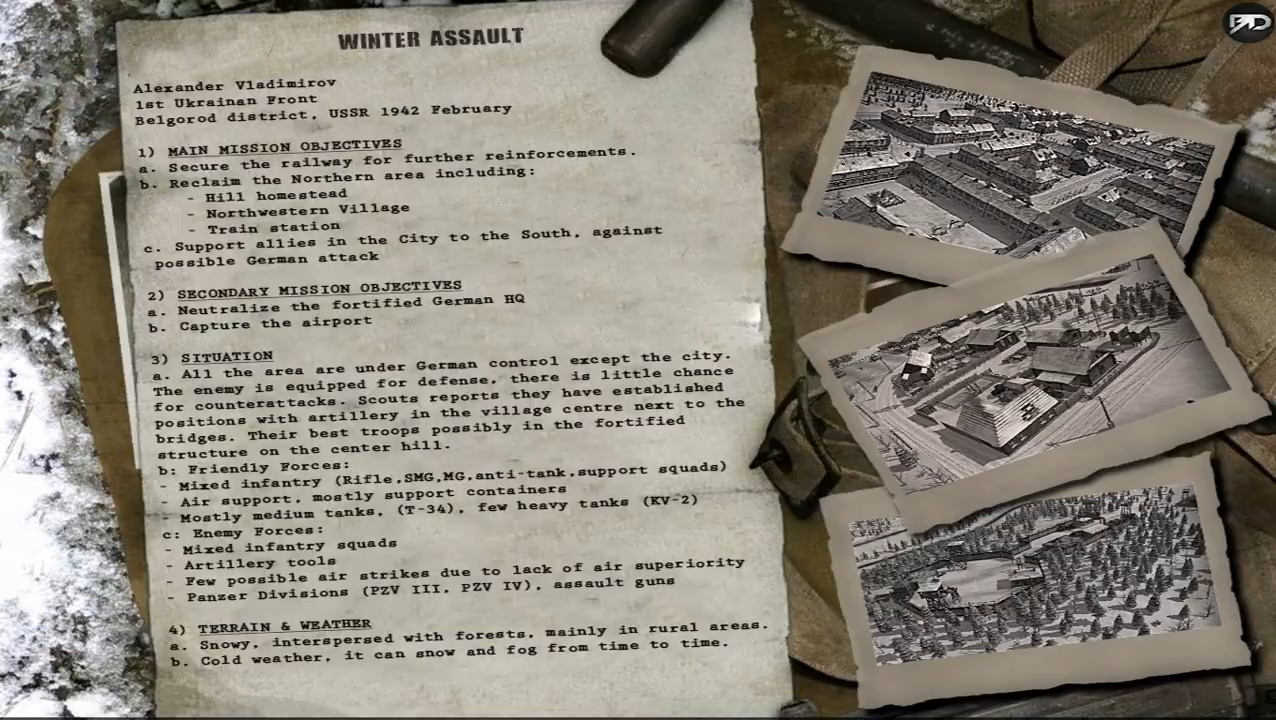 WINTER ASSAULT
Alexander Vladimirov
1st Ukrainan Front
Belgorod district, USSR 1942 February
1) MAIN MISSION OBJECTIVES
a. Secure the railway for further reinforcements.
b. Reclaim the Northern area including:
- Hill homestead
- Northwestern Village
- Train station
c. Support allies in the City to the South, against
possible German attack
2) SECONDARY MISSION OBJECTIVES
a. Neutralize the fortified German HQ
b. Capture the airport
3) SITUATION
a. All the area are under German control except the city.
The enemy is equipped for defense, there is little chance
for counterattacks. Scouts reports they have established
positions with artillery in the village centre next to the
bridges. Their best troops possibly in the fortified
structure on the center hill.
b: Friendly Forces:
- Mixed infantry (Rifle,SMG,MG,anti-tank,support squads)
- Air support, mostly support containers
- Mostly medium tanks, (T-34), few heavy tanks (KV-2)
c: Enemy Forces:
- Mixed infantry squads
- Artillery tools
- Few possible air strikes due to lack of air superiority
- Panzer Divisions (PZV III, PZV IV), assault guns
4) TERRAIN & WEATHER
a. Snowy, interspersed with forests, mainly in rural areas.
b. Cold weather, it can snow and fog from time to time.